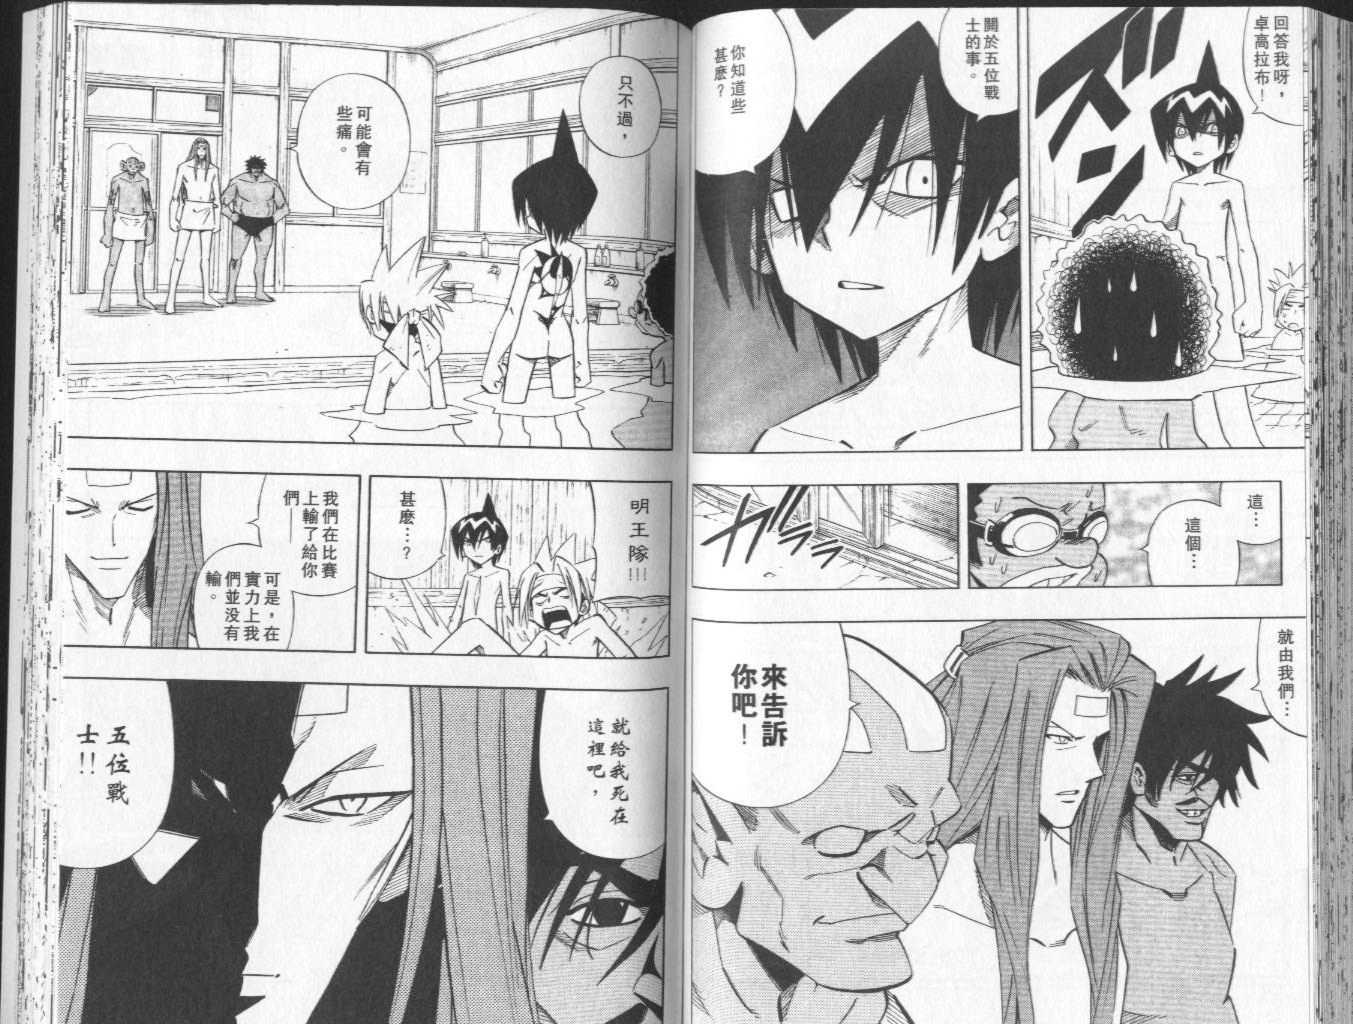 回答我呀，
卓高拉布！
關於五位戰
士的事。
你知道些
甚麽？
這…
這個…
就由我們…
來告訴
你吧！
只不過，
可能會有
些痛。
明王隊!!!
甚麽…？
我們在比賽
上輸了給你
們
可是，在
實力上我
們並没有
輸。
就給我死在
這裡吧，
五位戰
士!!